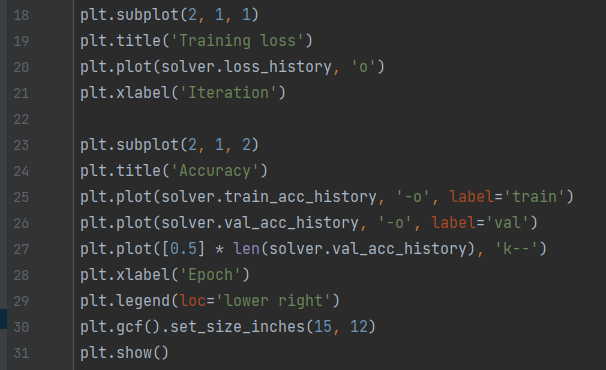 18 plt.subplot(2, 1, 1)
19 plt.title('Training loss')
20 plt.plot(solver.loss_history, 'o')
21 plt.xlabel('Iteration')
22
23 plt.subplot(2, 1, 2)
24 plt.title('Accuracy')
25 plt.plot(solver.train_acc_history, '-o', label='train')
26 plt.plot(solver.val_acc_history, '-o', label='val')
27 plt.plot([0.5] * len(solver.val_acc_history), 'k--')
28 plt.xlabel('Epoch')
29 plt.legend(loc='lower right')
30 plt.gcf().set_size_inches(15, 12)
31 plt.show()